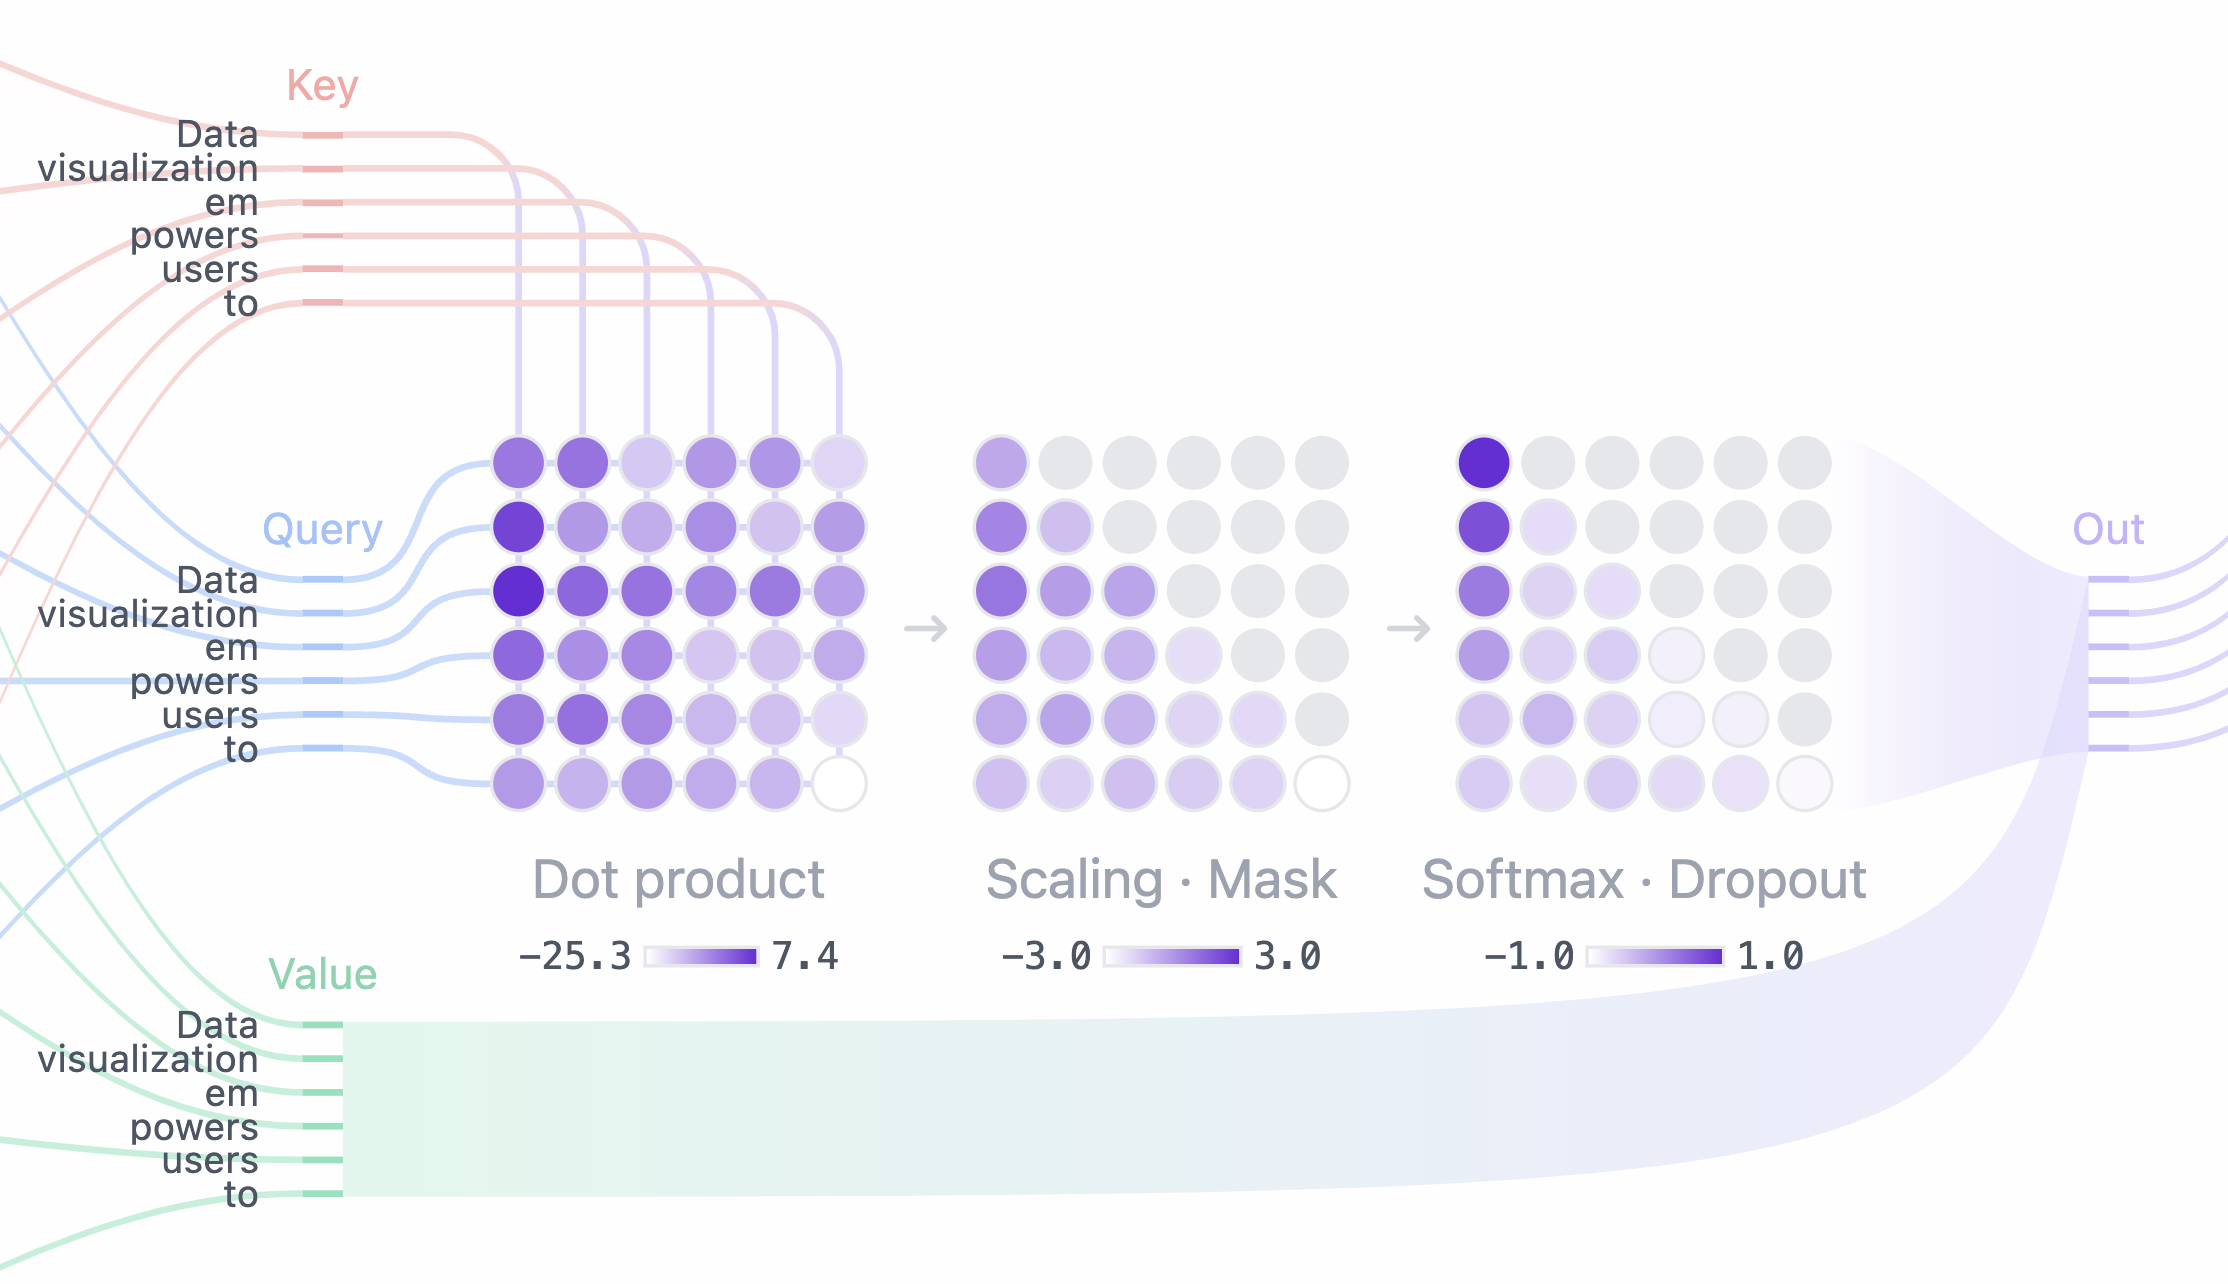 Key
Data
visualization
em
powers
users
to
Query
Data
visualization
em
powers
users
to
Out
Dot product
Scaling · Mask
Softmax · Dropout
−25.3 7.4
−3.0 3.0
−1.0 1.0
Value
Data
visualization
em
powers
users
to